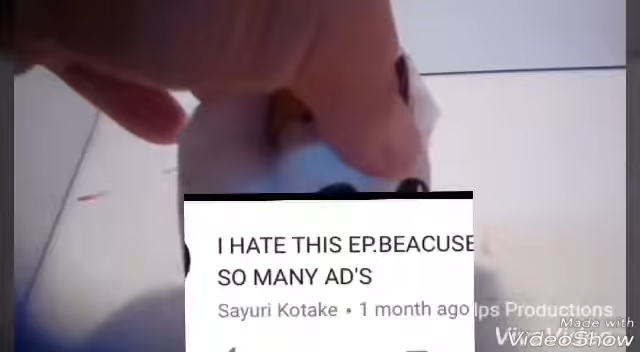 I HATE THIS EP.BEACUSE
SO MANY AD'S
Sayuri Kotake • 1 month ago
lps Productions
Made with
VideoShow